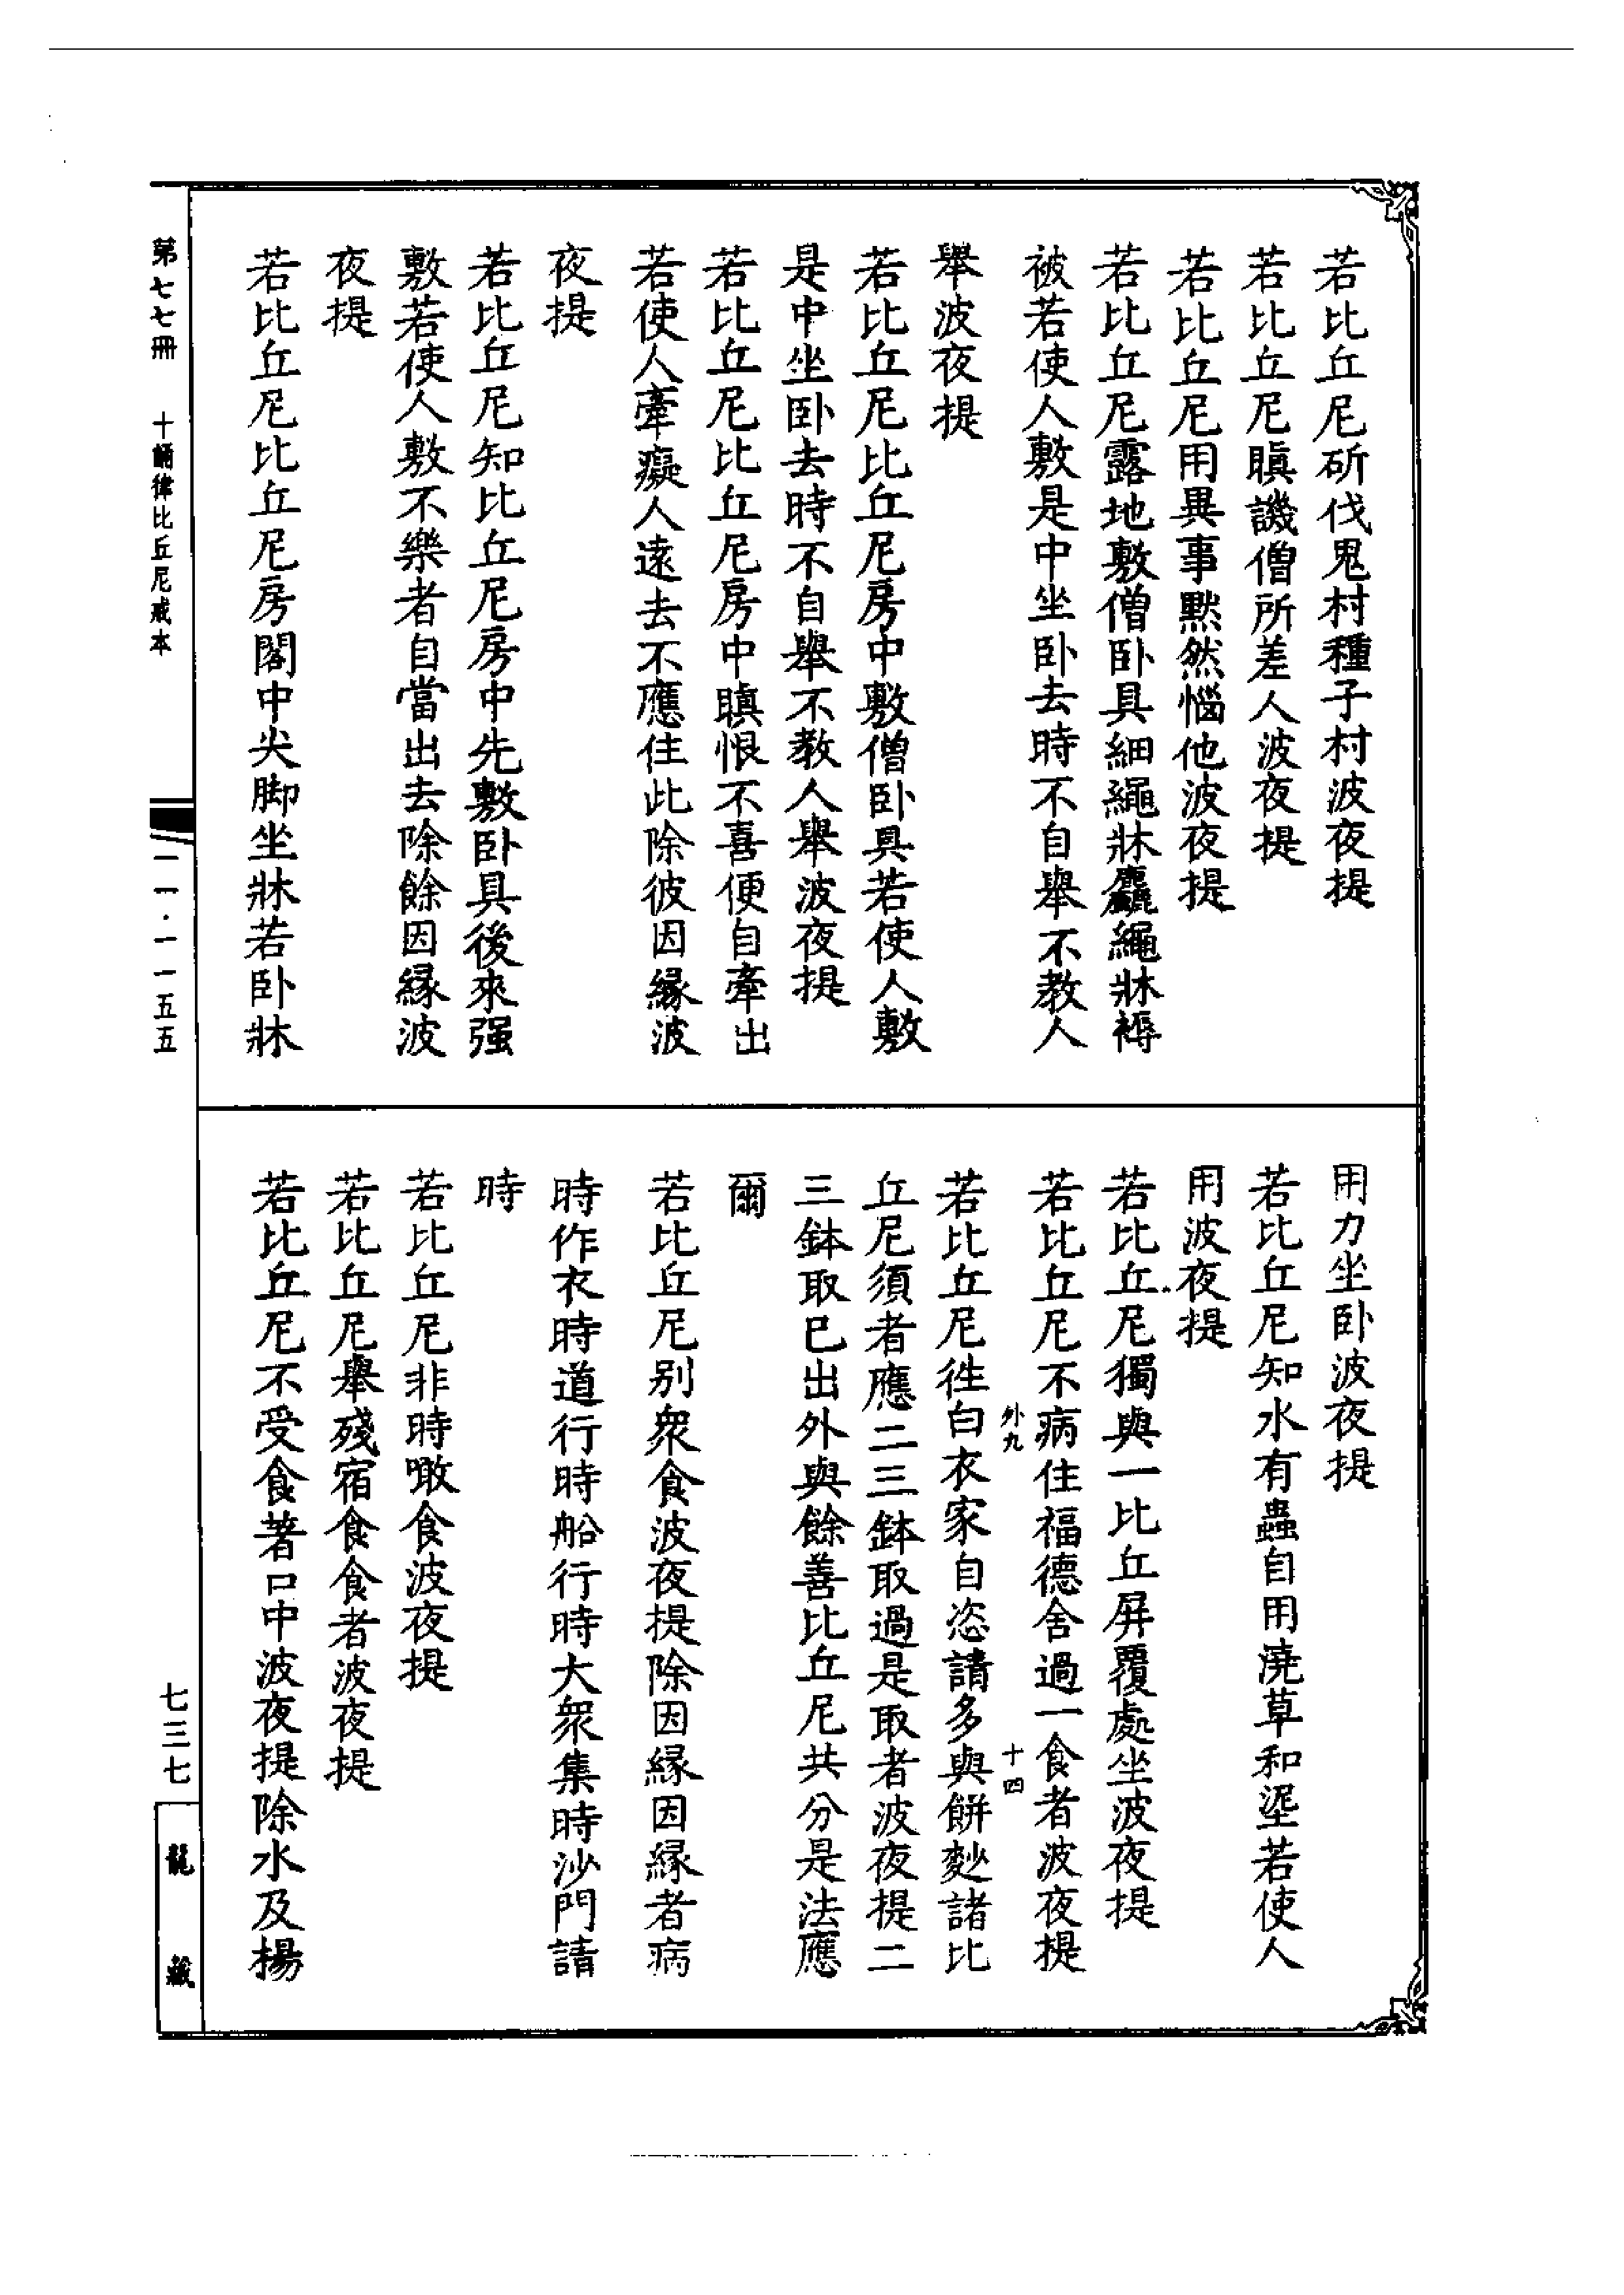 若比丘尼斫伐鬼村種子村波夜提
若比丘尼瞋譏僧所差人波夜提
若比丘尼用異事黙然惱他波夜提
若比丘尼露地敷僧卧具細繩牀麤繩牀褥
被若使人敷是中坐卧去時不自舉不教人
舉波夜提
若比丘尼比丘尼房中敷僧卧具若使人敷
是中坐卧去時不自舉不教人舉波夜提
若比丘尼比丘尼房中瞋恨不喜便自牽出
若使人牽癡人遠去不應住此除彼因緣波
夜提
若比丘尼知比丘尼房中先敷卧具後來强
敷若使人敷不樂者自當出去除餘因緣波
夜提
若比丘尼比丘尼房閣中尖脚坐牀若卧牀
用力坐卧波夜提
若比丘尼知水有蟲自用澆草和埿若使人
用波夜提
若比丘尼獨與一比丘屏覆處坐波夜提
若比丘尼不病住福德舍過一食者波夜提
外九 十四
若比丘尼徃白衣家自恣請多與餅麨諸比
丘尼須者應二三鉢取過是取者波夜提二
三鉢取已出外與餘善比丘尼共分是法應
爾
若比丘尼别衆食波夜提除因緣因緣者病
時作衣時道行時船行時大衆集時沙門請
時
若比丘尼非時噉食波夜提
若比丘尼舉殘宿食食者波夜提
若比丘尼不受食著口中波夜提除水及揚
第七七冊 十誦律比丘尼戒本
一一·一一五五
七三七
龍藏